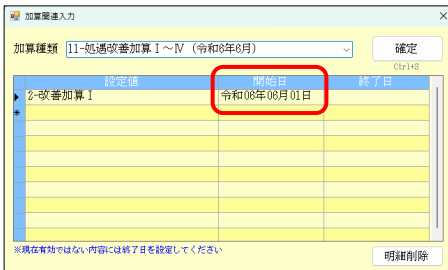 加算関連入力
加算種類 11-処遇改善加算Ⅰ～Ⅳ（令和6年6月） 確定
Ctrl+S
設定値 開始日 終了日
2-改善加算Ⅰ 令和06年06月01日
※現在有効ではない内容には終了日を設定してください
明細削除